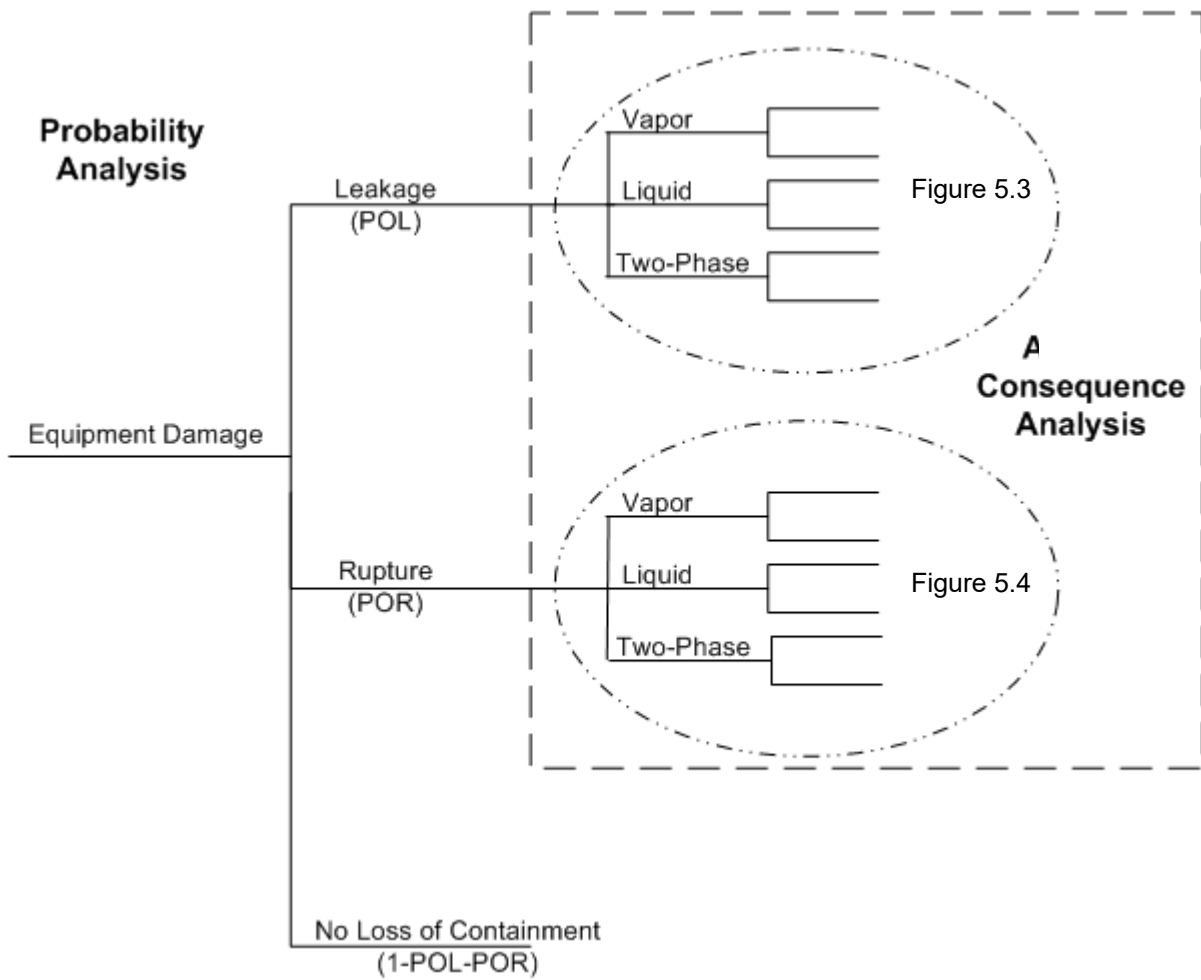 Probability
Analysis
Leakage
(POL)
Vapor
Liquid
Two-Phase
Figure 5.3
A
Consequence
Analysis
Equipment Damage
Rupture
(POR)
Vapor
Liquid
Two-Phase
Figure 5.4
No Loss of Containment
(1-POL-POR)